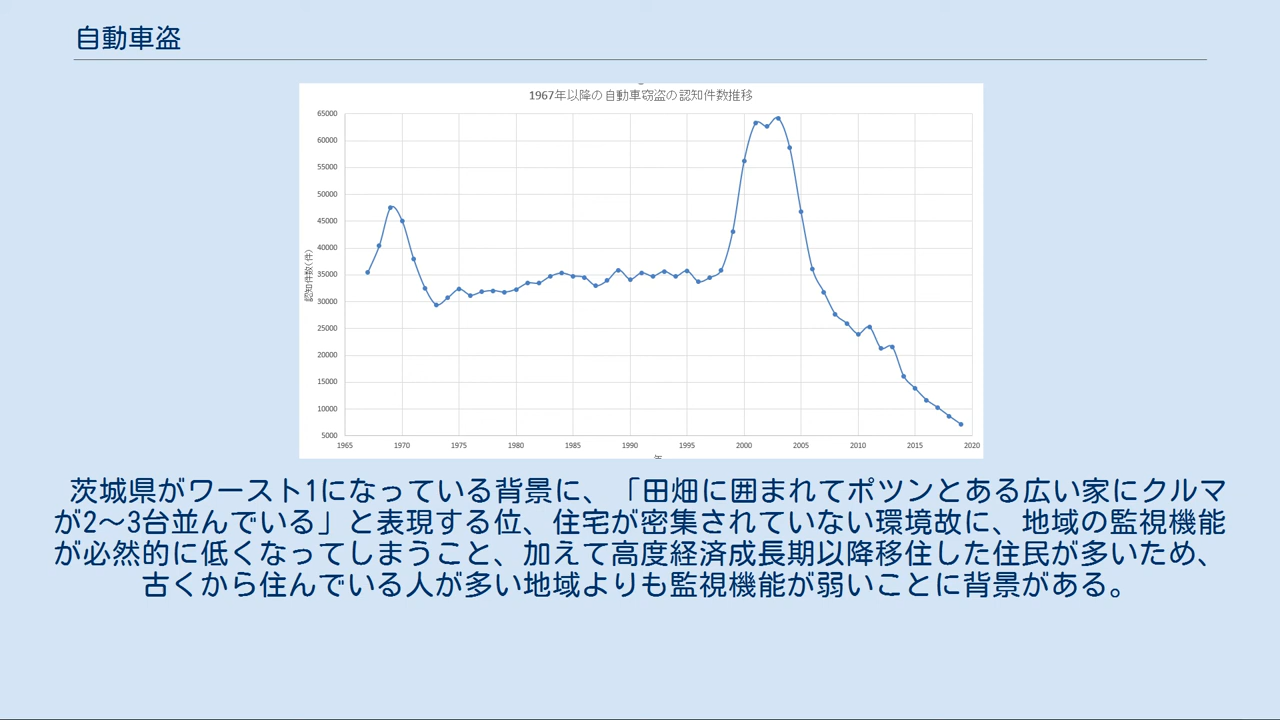 自動車盗
1967年以降の自動車窃盗の認知件数推移
65000
60000
55000
50000
45000
40000
35000
30000
25000
20000
15000
10000
5000
認知件数(件)
1965 1970 1975 1980 1985 1990 1995 2000 2005 2010 2015 2020
茨城県がワースト1になっている背景に、「田畑に囲まれてポツンとある広い家にクルマ
が2～3台並んでいる」と表現する位、住宅が密集されていない環境故に、地域の監視機能
が必然的に低くなってしまうこと、加えて高度経済成長期以降移住した住民が多いため、
古くから住んでいる人が多い地域よりも監視機能が弱いことに背景がある。